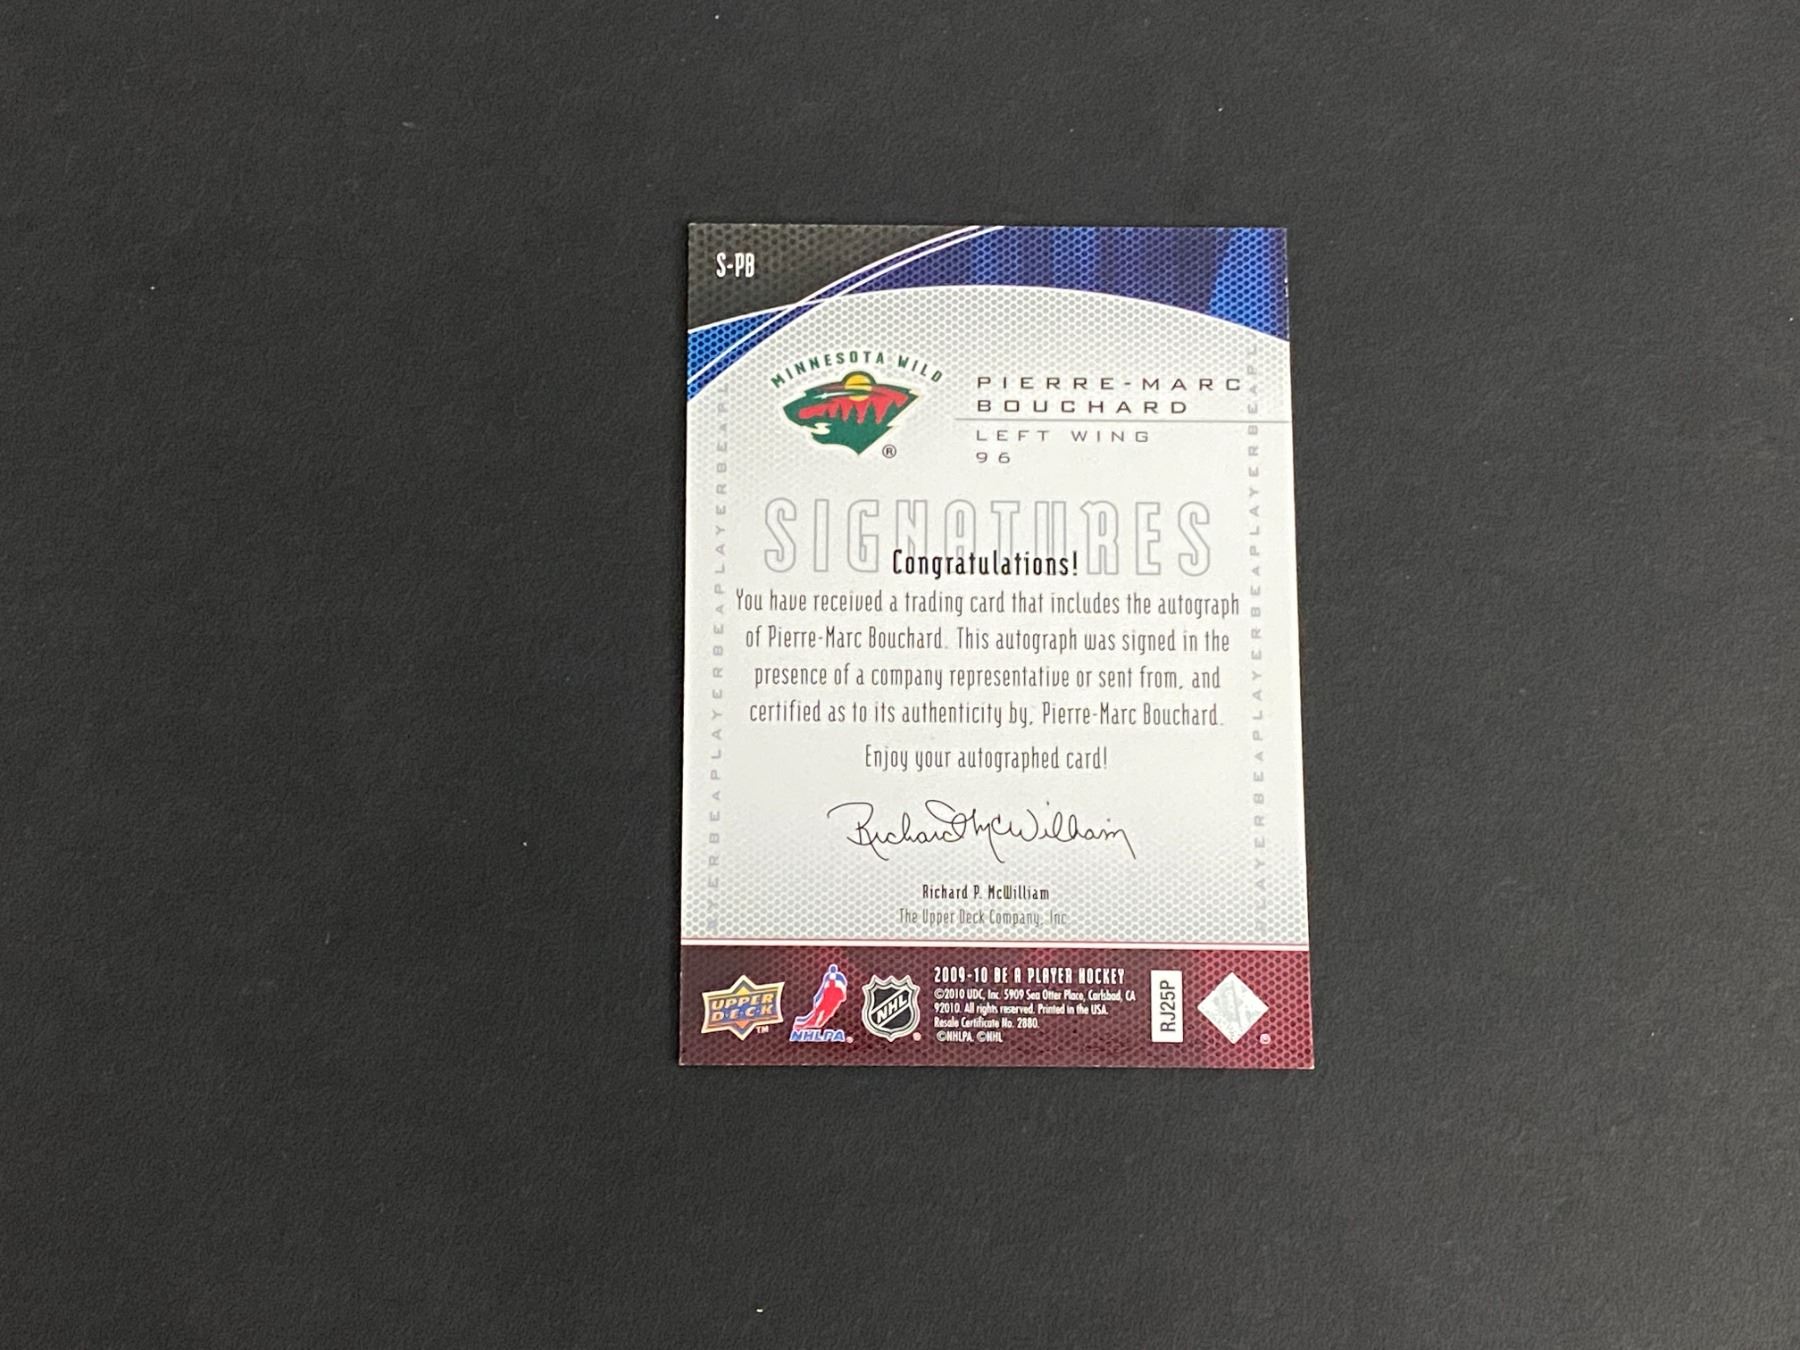 S-PB
MINNESOTA WILD
®
PIERRE-MARC
BOUCHARD
LEFT WING
96
SIGNATURES
Congratulations!
You have received a trading card that includes the autograph
of Pierre-Marc Bouchard. This autograph was signed in the
presence of a company representative or sent from, and
certified as to its authenticity by, Pierre-Marc Bouchard.
Enjoy your autographed card!
Richard McWilliam
Richard P. McWilliam
The Upper Deck Company, Inc
UPPER
DECK
TM
NHLPA
NHL
2009-10 BE A PLAYER HOCKEY
©2010 UDC, Inc. 5909 Sea Otter Place, Carlsbad, CA
92010. All rights reserved. Printed in the USA.
Resale Certificate No. 2880.
©NHLPA. ©NHL
RJ25P